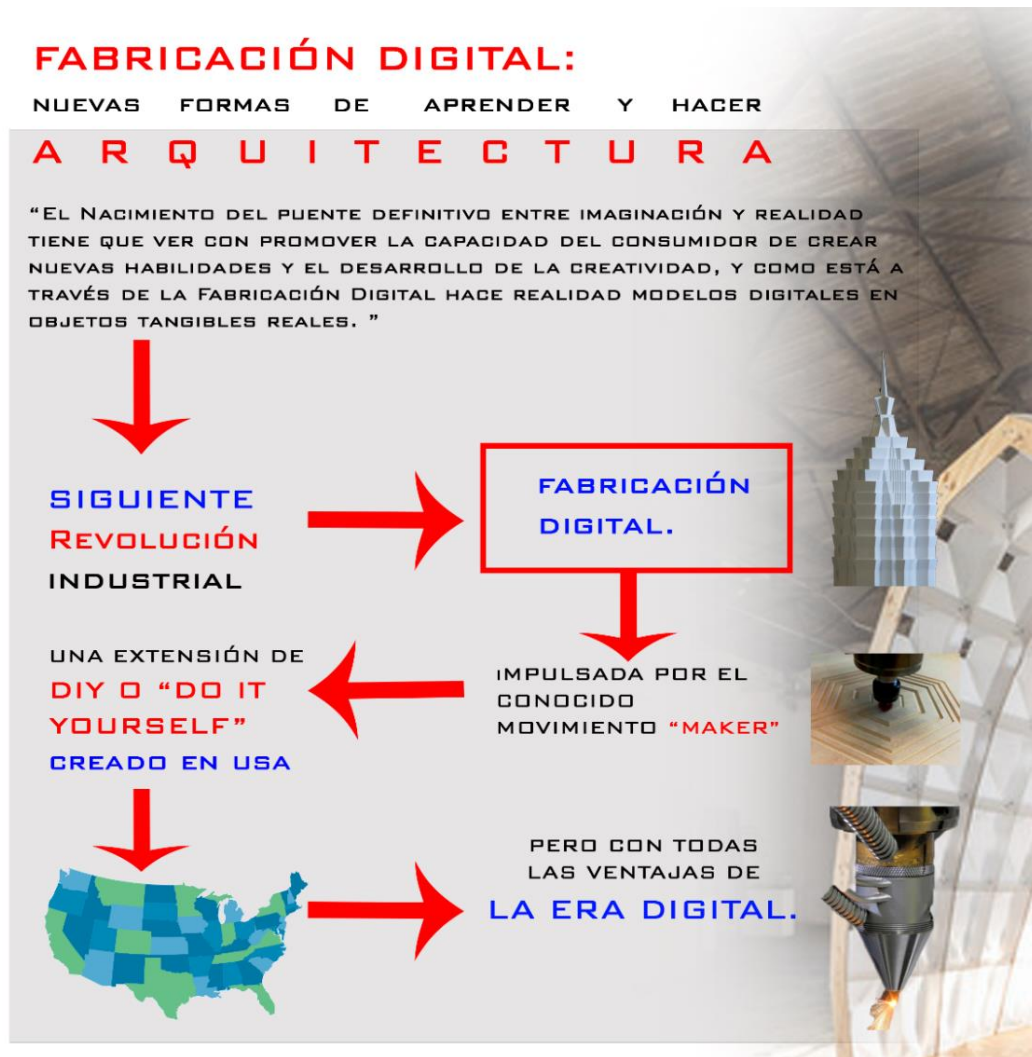 FABRICACIÓN DIGITAL:
NUEVAS FORMAS DE APRENDER Y HACER
ARQUITECTURA
“El Nacimiento del puente definitivo entre imaginación y realidad
tiene que ver con promover la capacidad del consumidor de crear
nuevas habilidades y el desarrollo de la creatividad, y como está a
través de la Fabricación Digital hace realidad modelos digitales en
objetos tangibles reales. ”
SIGUIENTE
Revolución
INDUSTRIAL
FABRICACIÓN
DIGITAL.
IMPULSADA POR EL
CONOCIDO
MOVIMIENTO “MAKER”
UNA EXTENSIÓN DE
DIY O “DO IT
YOURSELF”
CREADO EN USA
PERO CON TODAS
LAS VENTAJAS DE
LA ERA DIGITAL.